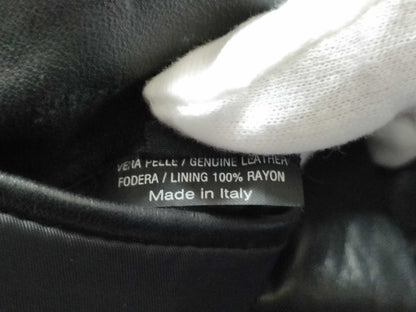 VERA PELLE / GENUINE LEATHER
FODERA / LINING 100% RAYON
Made in Italy